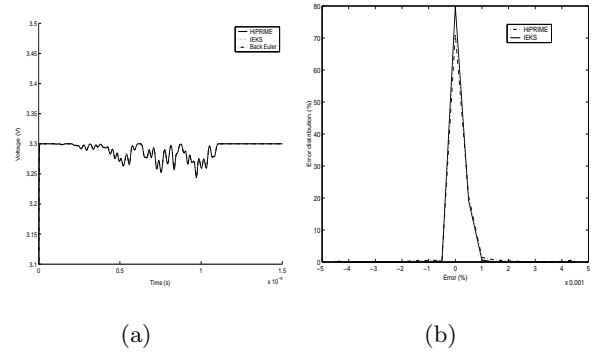 HiPRIME
IEKS
Back Euler
3.5
3.45
3.4
3.35
3.3
3.25
3.2
3.15
3.1
Voltage (V)
0
0.5
1
1.5
Time (s)
x 10⁻⁹
(a)
HiPRIME
IEKS
80
70
60
50
40
30
20
10
0
Error distribution (%)
-5
-4
-3
-2
-1
0
1
2
3
4
5
Error (%)
x 0.001
(b)